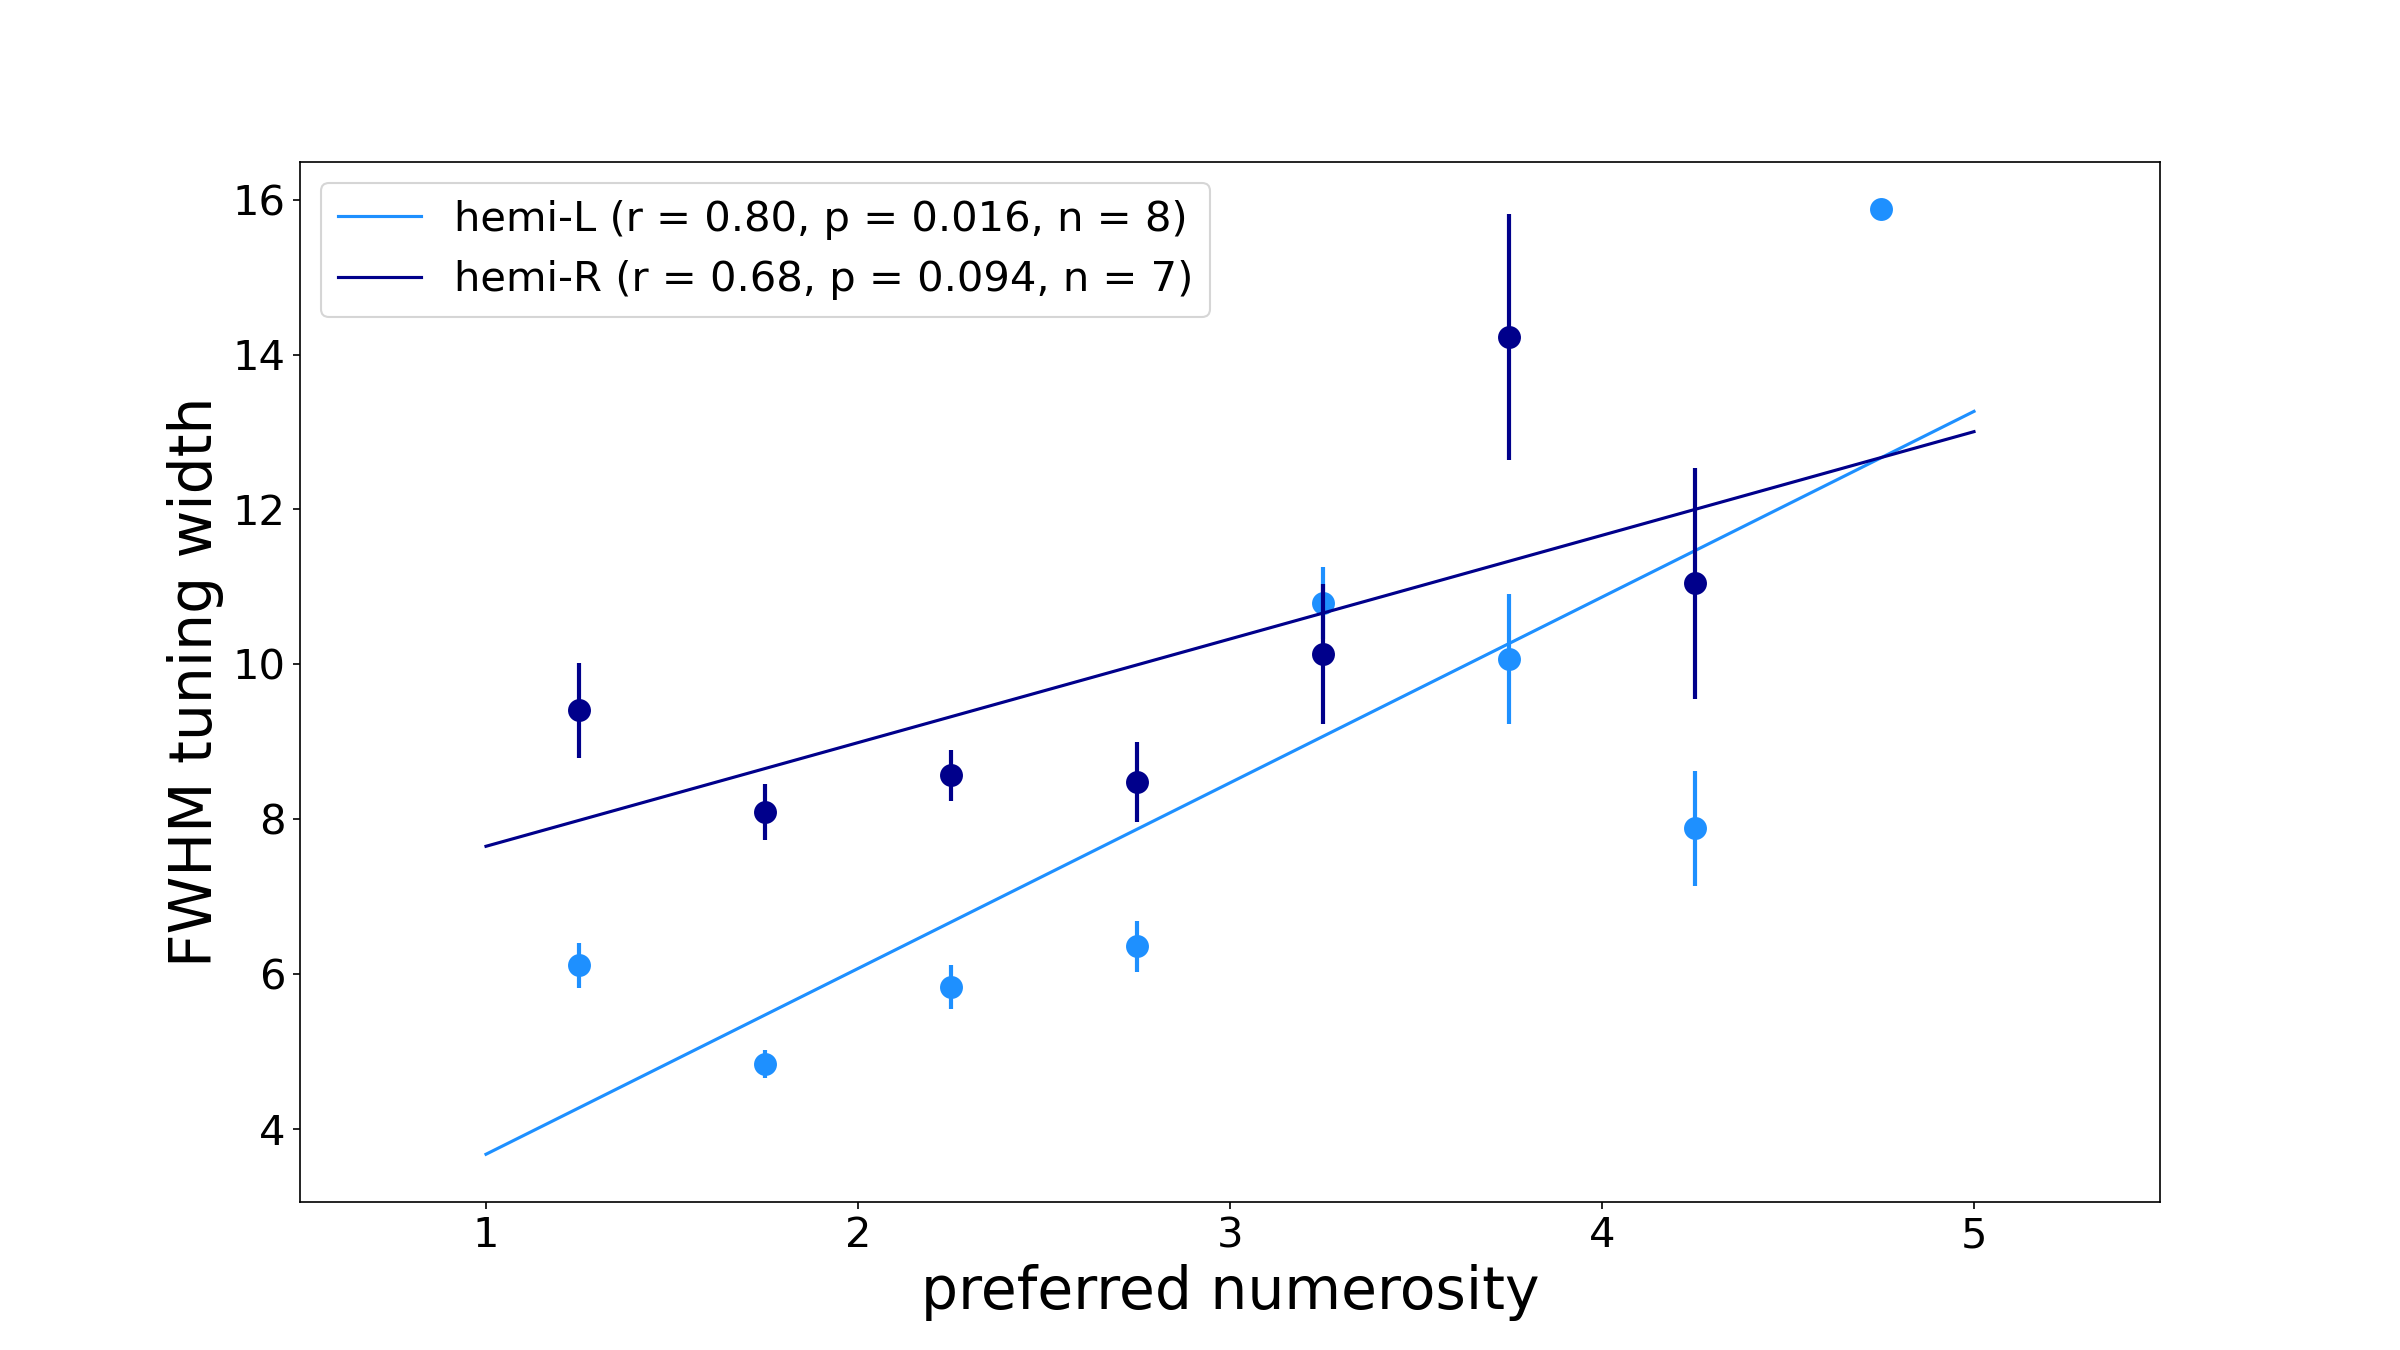 hemi-L (r = 0.80, p = 0.016, n = 8)
hemi-R (r = 0.68, p = 0.094, n = 7)
16
14
12
10
8
6
4
FWHM tuning width
1 2 3 4 5
preferred numerosity